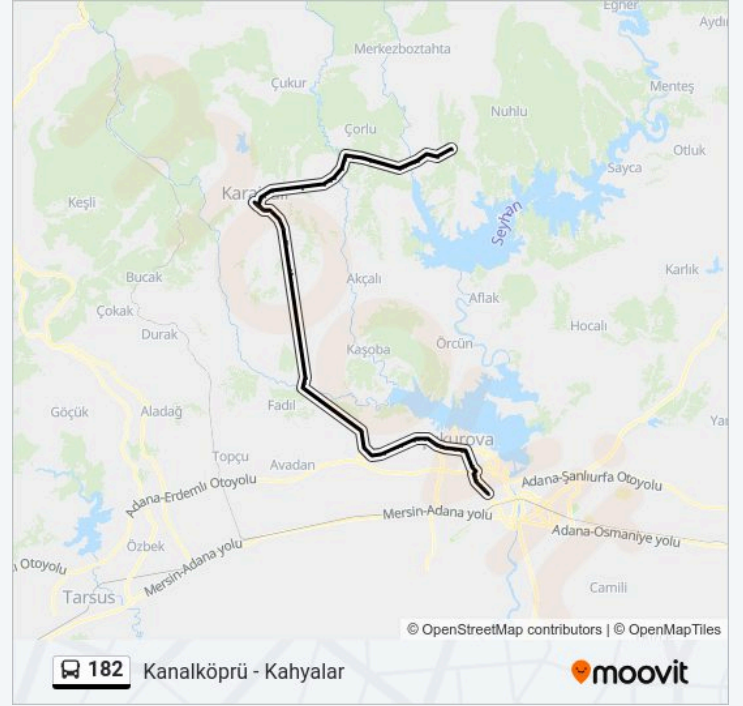 Eğner
Aydın
Merkezboztahta
Çukur
Menteş
Nuhlu
Çorlu
Otluk
Sayca
Keşli
Seyhan
Karlık
Bucak
Akçalı
Aflak
Çokak
Hocalı
Durak
Kaşoba
Örcün
Fadıl
Göçük
Aladağ
Topçu
Avadan
Adana-Şanlıurfa Otoyolu
Adana-Erdemli Otoyolu
Mersin-Adana yolu
Adana-Osmaniye yolu
Özbek
Otoyolu
Mersin-Adana yolu
Camili
Tarsus
© OpenStreetMap contributors | © OpenMapTiles
182 Kanalköprü - Kahyalar
moovit